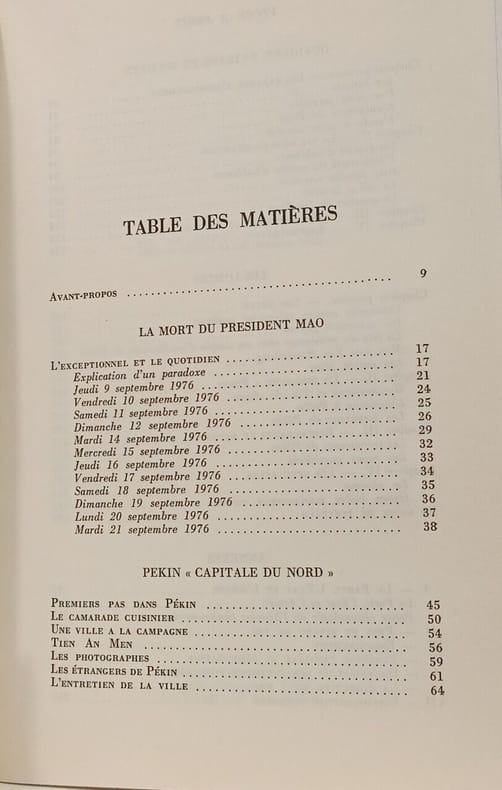 TABLE DES MATIÈRES
AVANT-PROPOS ........................................ 9
LA MORT DU PRESIDENT MAO
L'EXCEPTIONNEL ET LE QUOTIDIEN ........................ 17
Explication d'un paradoxe ........................ 17
Jeudi 9 septembre 1976 ........................ 21
Vendredi 10 septembre 1976 ........................ 24
Samedi 11 septembre 1976 ........................ 25
Dimanche 12 septembre 1976 ........................ 26
Mardi 14 septembre 1976 ........................ 29
Mercredi 15 septembre 1976 ........................ 32
Jeudi 16 septembre 1976 ........................ 33
Vendredi 17 septembre 1976 ........................ 34
Samedi 18 septembre 1976 ........................ 35
Dimanche 19 septembre 1976 ........................ 36
Lundi 20 septembre 1976 ........................ 37
Mardi 21 septembre 1976 ........................ 38
PEKIN « CAPITALE DU NORD »
PREMIERS PAS DANS PÉKIN ........................ 45
LE CAMARADE CUISINIER ........................ 50
UNE VILLE A LA CAMPAGNE ........................ 54
TIEN AN MEN ........................ 56
LES PHOTOGRAPHES ........................ 59
LES ÉTRANGERS DE PÉKIN ........................ 61
L'ENTRETIEN DE LA VILLE ........................ 64